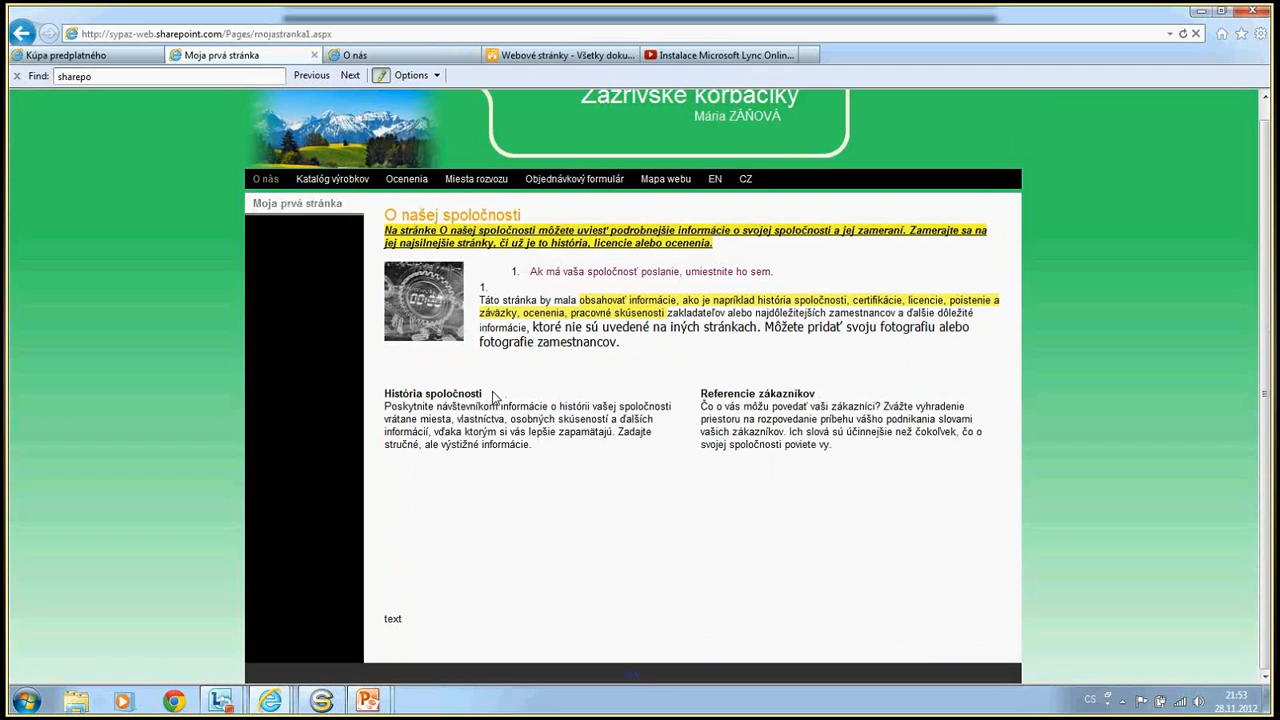 http://sypaz-web.sharepoint.com/Pages/mojastranka1.aspx
Kúpa predplatného
Moja prvá stránka
O nás
Webové stránky - Všetky doku...
Instalace Microsoft Lync Onlin...
Find:
sharepo
Previous
Next
Options
Zázrivské korbáčiky
Mária ZÁŇOVÁ
O nás
Katalóg výrobkov
Ocenenia
Miesta rozvozu
Objednávkový formulár
Mapa webu
EN
CZ
Moja prvá stránka
O našej spoločnosti
Na stránke O našej spoločnosti môžete uviesť podrobnejšie informácie o svojej spoločnosti a jej zameraní. Zamerajte sa na
jej najsilnejšie stránky, či už je to história, licencie alebo ocenenia.
1. Ak má vaša spoločnosť poslanie, umiestnite ho sem.
1.
Táto stránka by mala obsahovať informácie, ako je napríklad história spoločnosti, certifikácie, licencie, poistenie a
záväzky, ocenenia, pracovné skúsenosti zakladateľov alebo najdôležitejších zamestnancov a ďalšie dôležité
informácie, ktoré nie sú uvedené na iných stránkach. Môžete pridať svoju fotografiu alebo
fotografie zamestnancov.
História spoločnosti
Poskytnite návštevníkom informácie o histórii vašej spoločnosti
vrátane miesta, vlastníctva, osobných skúseností a ďalších
informácií, vďaka ktorým si vás lepšie zapamätajú. Zadajte
stručné, ale výstižné informácie.
Referencie zákazníkov
Čo o vás môžu povedať vaši zákazníci? Zvážte vyhradenie
priestoru na rozpovedanie príbehu vášho podnikania slovami
vašich zákazníkov. Ich slová sú účinnejšie než čokoľvek, čo o
svojej spoločnosti poviete vy.
text
CS
21:53
28.11.2012